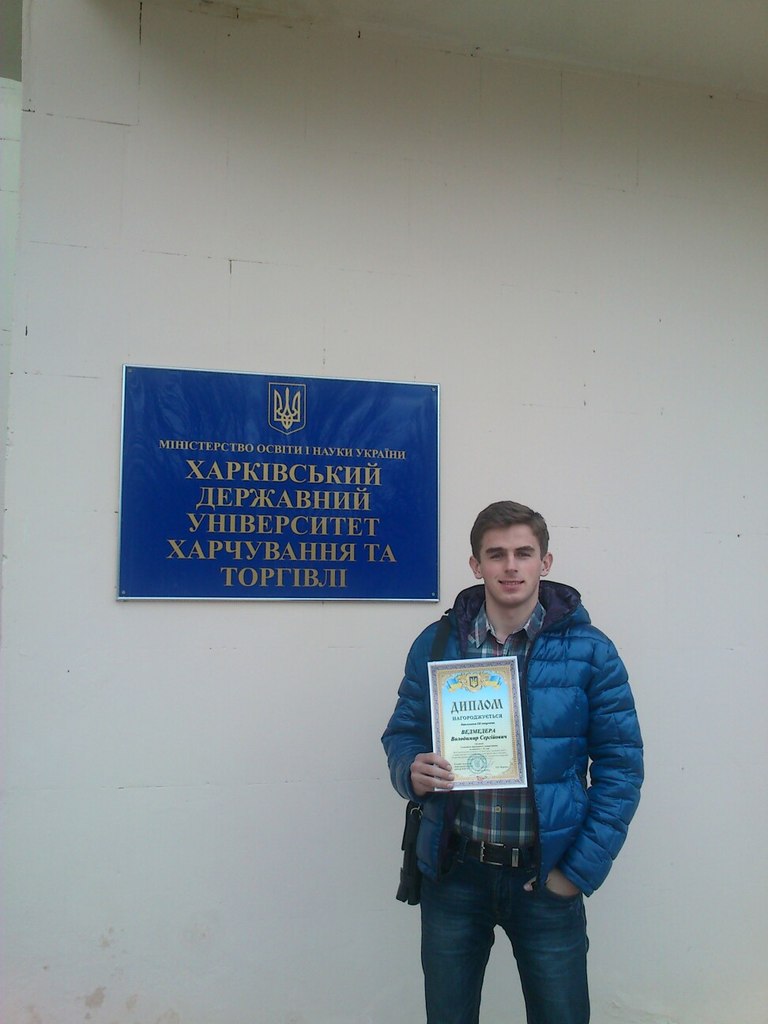 МІНІСТЕРСТВО ОСВІТИ І НАУКИ УКРАЇНИ
ХАРКІВСЬКИЙ
ДЕРЖАВНИЙ
УНІВЕРСИТЕТ
ХАРЧУВАННЯ ТА
ТОРГІВЛІ
ДИПЛОМ
НАГОРОДЖУЄТЬСЯ
ВЕДМЕДЕРА
Володимир Сергійович